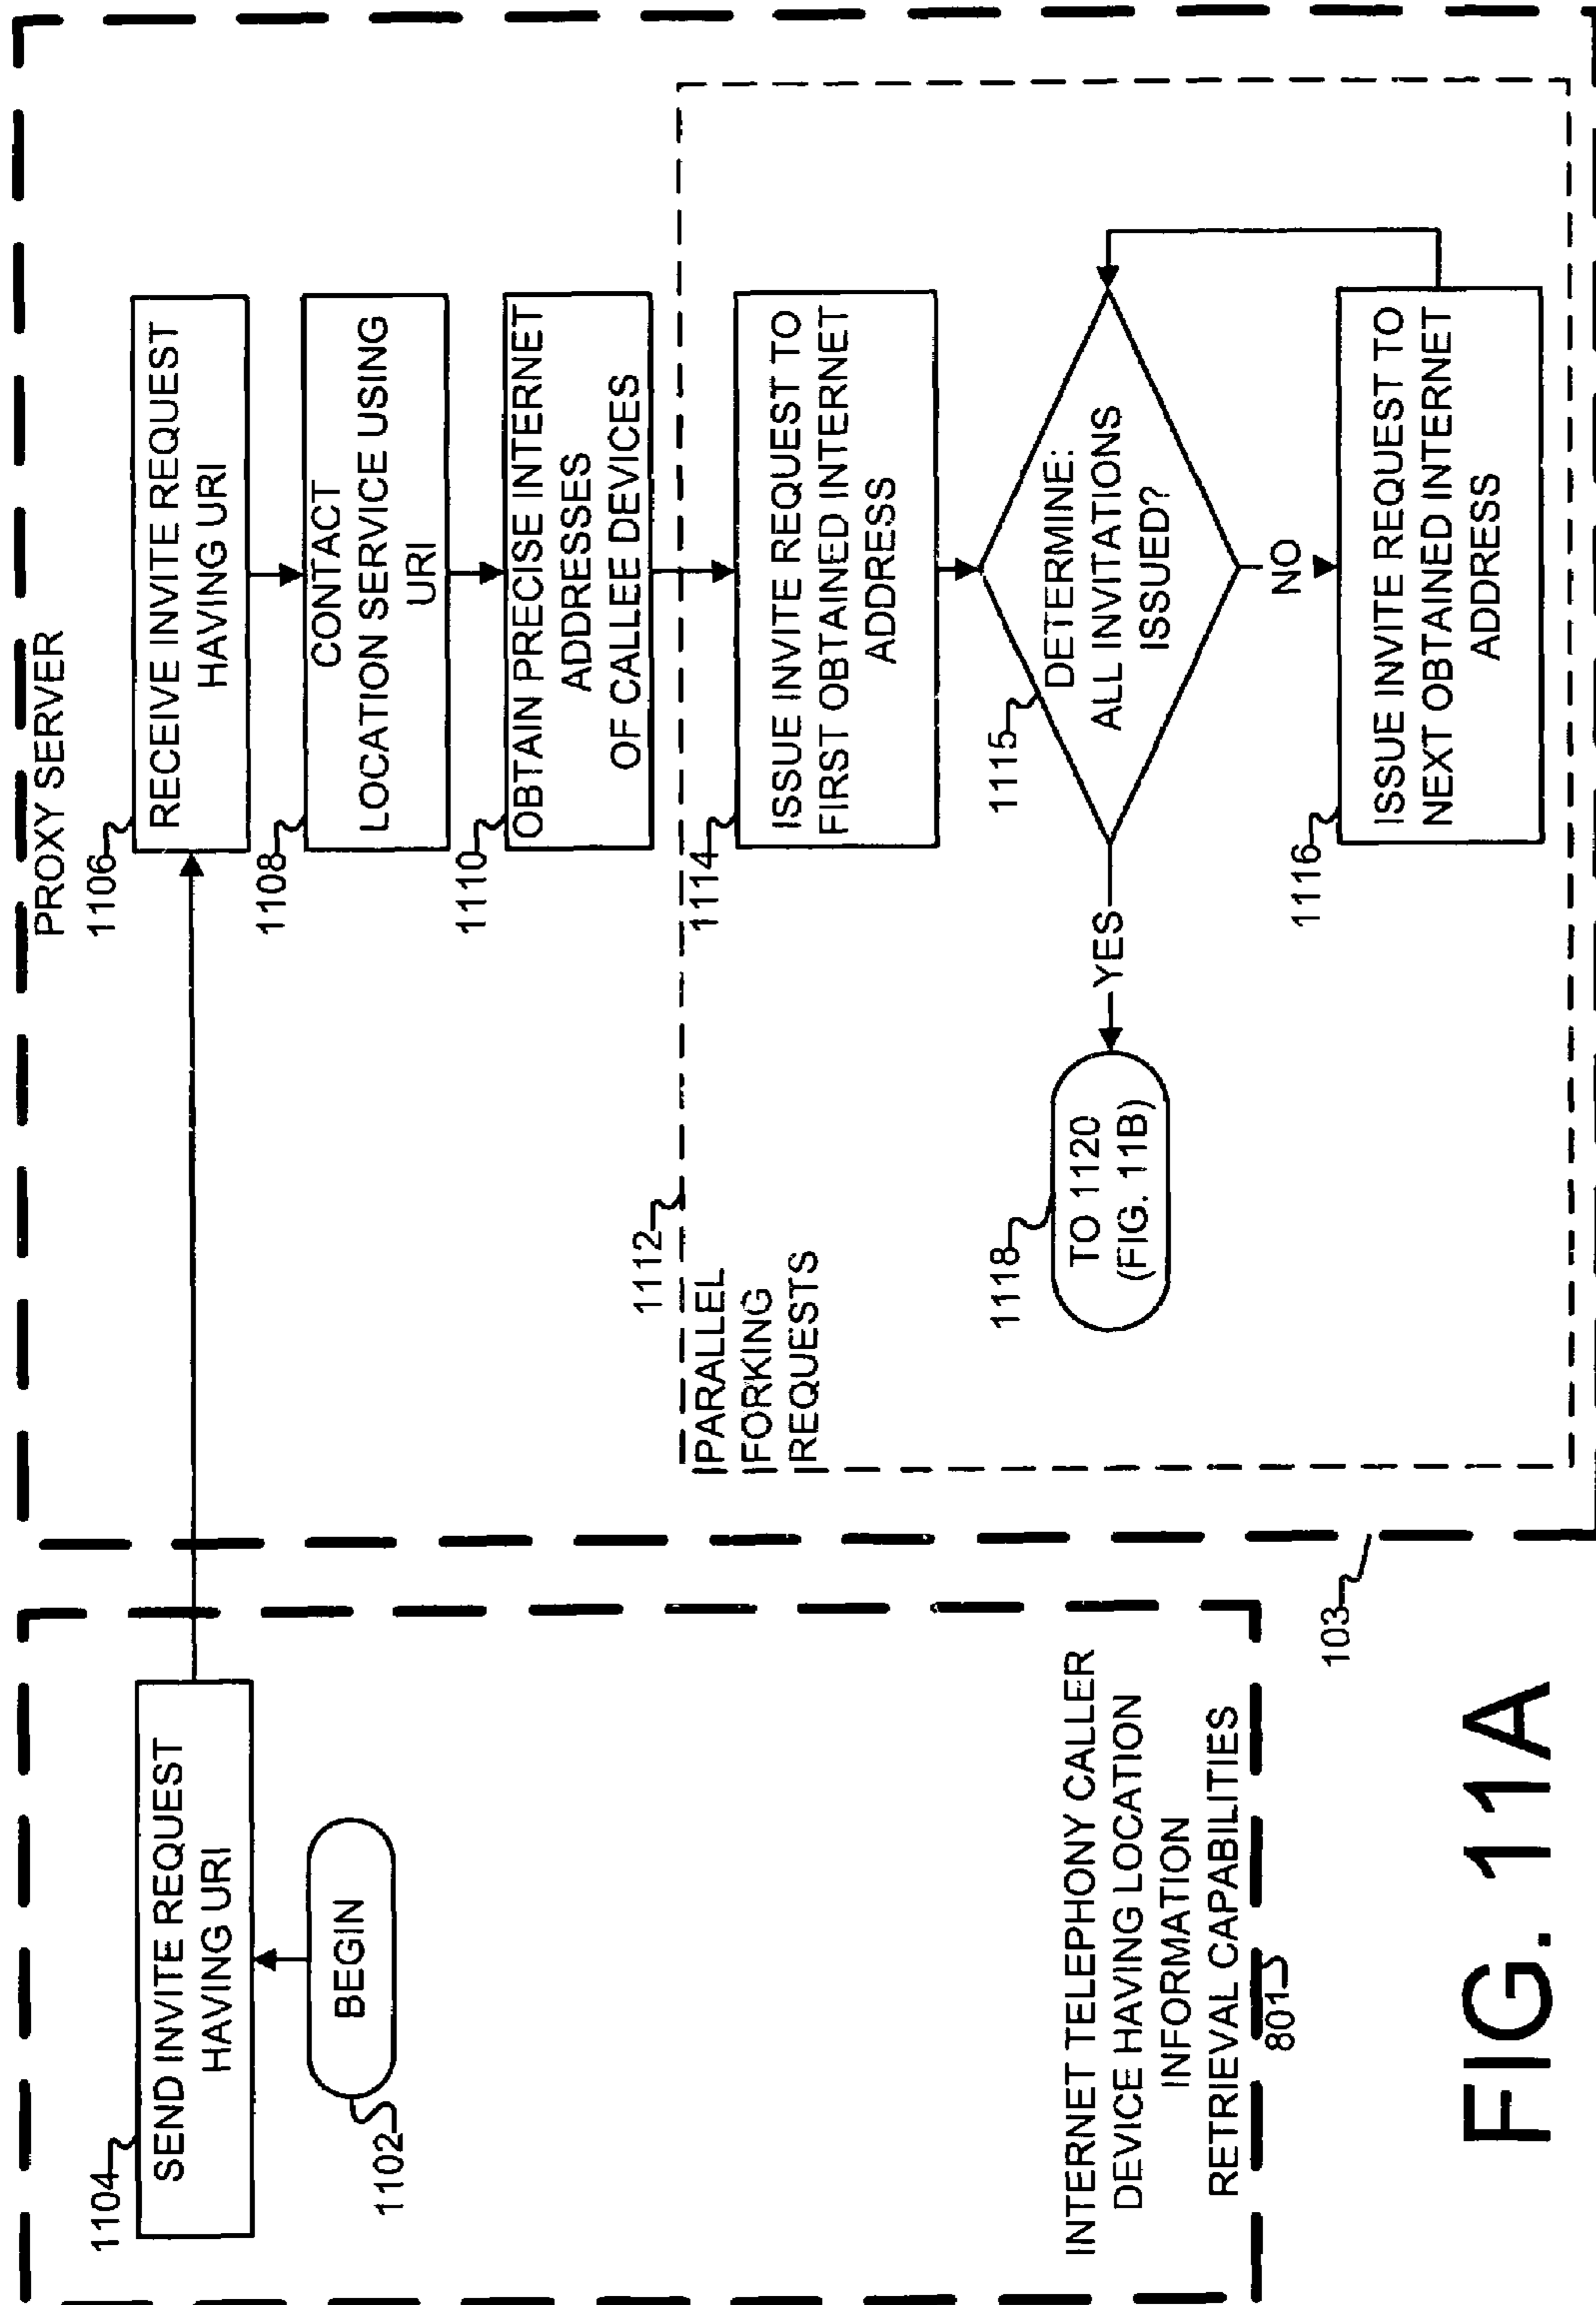 1104
SEND INVITE REQUEST
HAVING URI
BEGIN
1102
INTERNET TELEPHONY CALLER
DEVICE HAVING LOCATION
INFORMATION
RETRIEVAL CAPABILITIES
801
PROXY SERVER
1106
RECEIVE INVITE REQUEST
HAVING URI
1108
CONTACT
LOCATION SERVICE USING
URI
1110
OBTAIN PRECISE INTERNET
ADDRESSES
OF CALLEE DEVICES
1112
PARALLEL
FORKING
REQUESTS
1114
ISSUE INVITE REQUEST TO
FIRST OBTAINED INTERNET
ADDRESS
1115
DETERMINE:
ALL INVITATIONS
ISSUED?
YES
1118
TO 1120
(FIG. 11B)
NO
1116
ISSUE INVITE REQUEST TO
NEXT OBTAINED INTERNET
ADDRESS
103
FIG. 11A